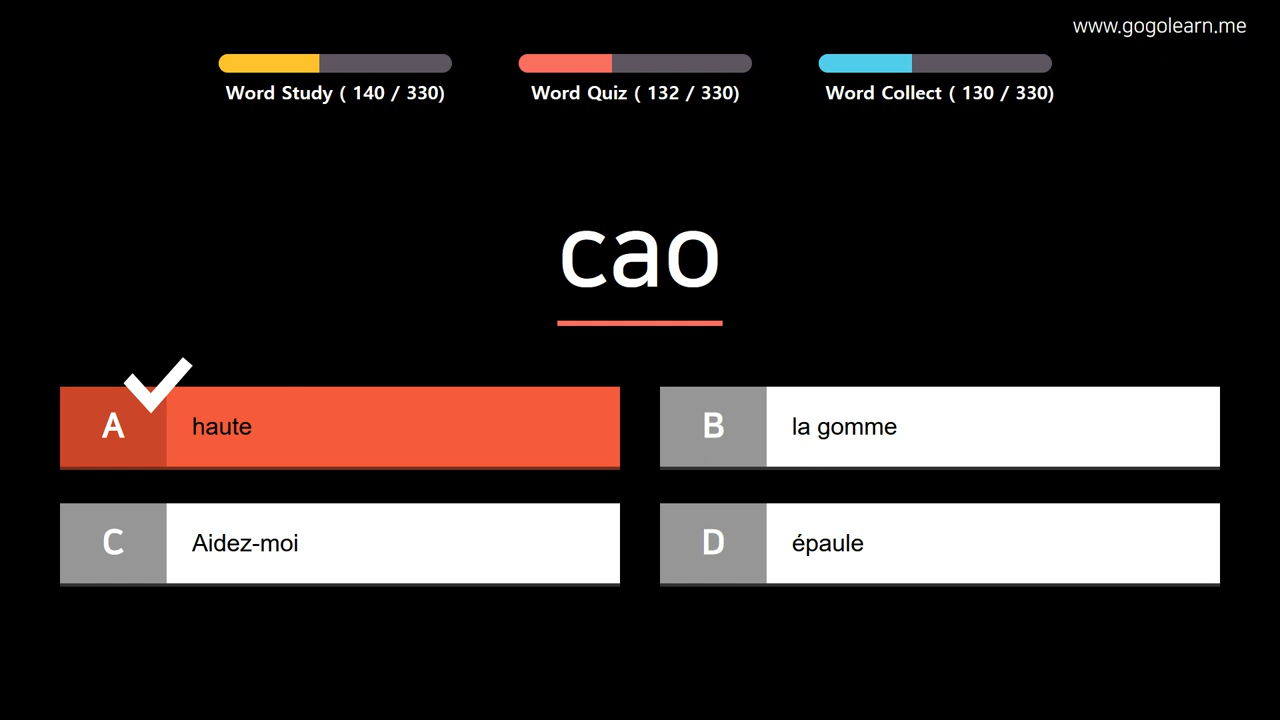 www.gogolearn.me
Word Study ( 140 / 330)
Word Quiz ( 132 / 330)
Word Collect ( 130 / 330)
cao
A haute
B la gomme
C Aidez-moi
D épaule